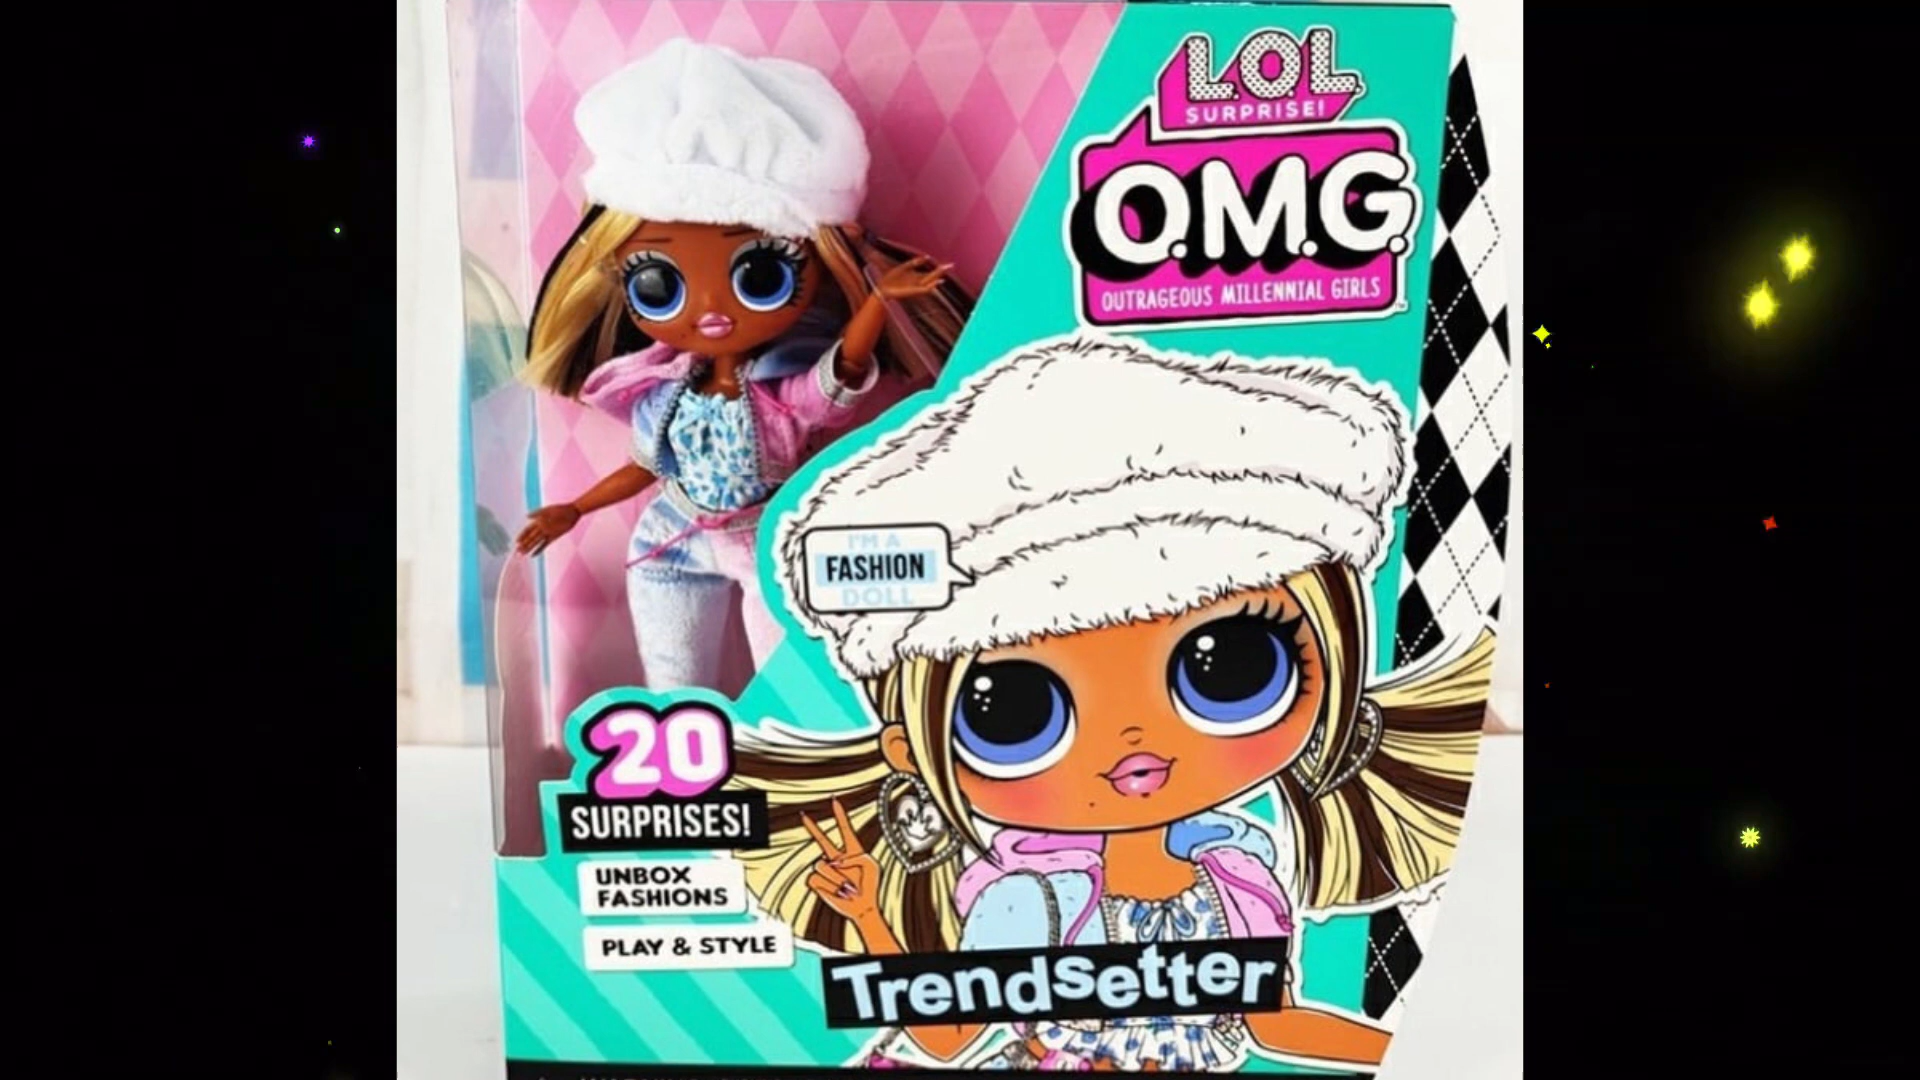 L.O.L.
SURPRISE!
O.M.G.
OUTRAGEOUS MILLENNIAL GIRLS
I'M A
FASHION
DOLL
20
SURPRISES!
UNBOX
FASHIONS
PLAY & STYLE
Trendsetter